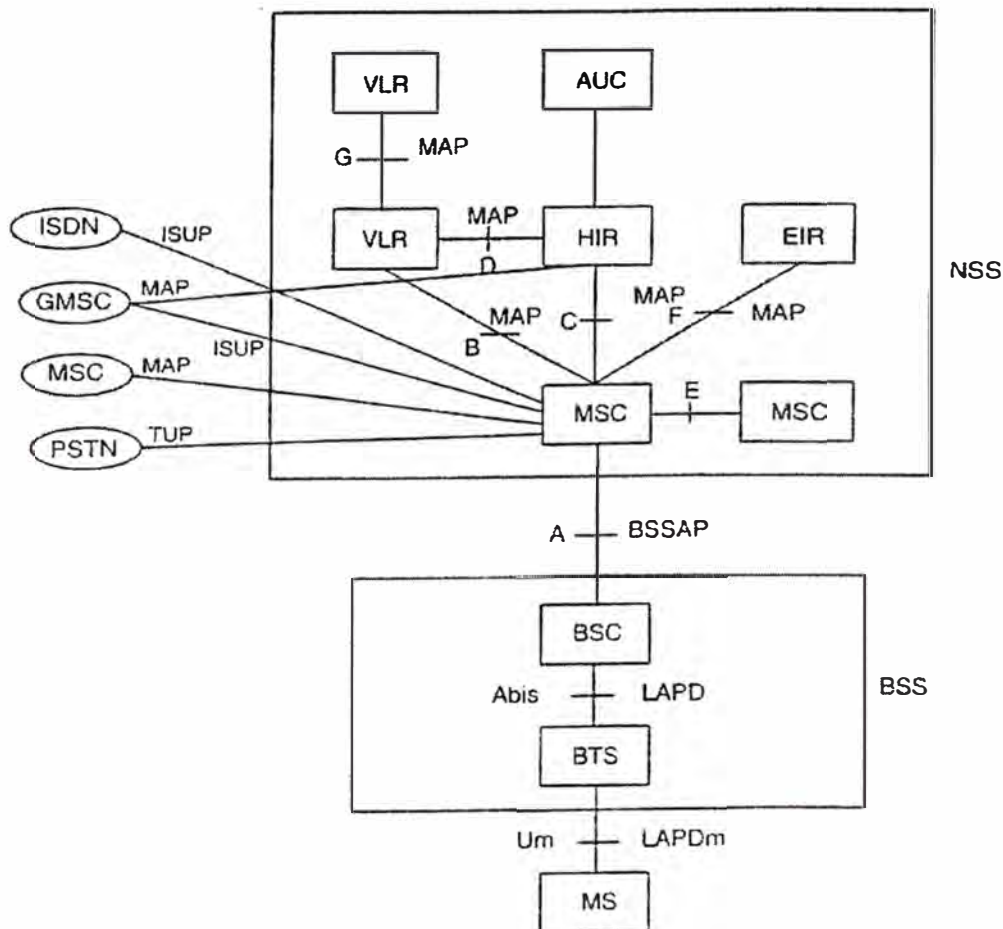 VLR
AUC
G
MAP
ISDN
ISUP
VLR
MAP
D
HIR
EIR
NSS
GMSC
MAP
ISUP
MAP
B
C
MAP
F
MAP
MSC
MAP
MSC
E
MSC
PSTN
TUP
A
BSSAP
BSC
BSS
Abis
LAPD
BTS
Um
LAPDm
MS